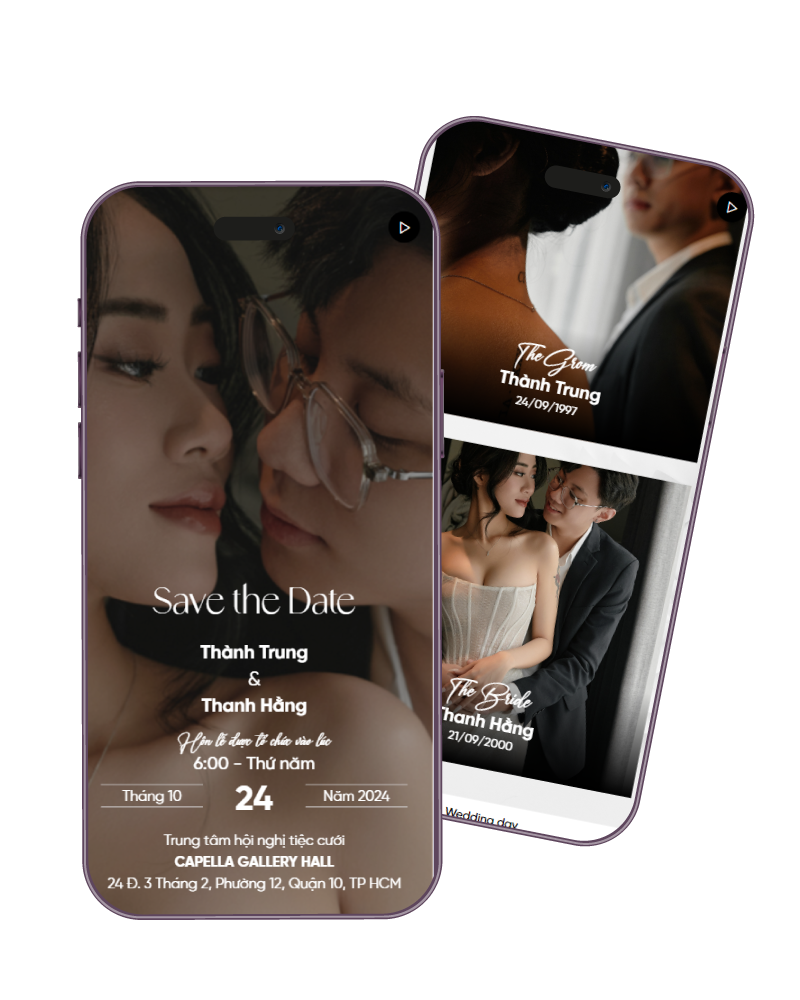 Save the Date
Thành Trung
&
Thanh Hằng
Hôn lễ được tổ chức vào lúc
6:00 - Thứ năm
Tháng 10
24
Năm 2024
Trung tâm hội nghị tiệc cưới
CAPELLA GALLERY HALL
24 Đ. 3 Tháng 2, Phường 12, Quận 10, TP HCM
The Grom
Thành Trung
24/09/1997
The Bride
Thanh Hằng
21/09/2000
Wedding day